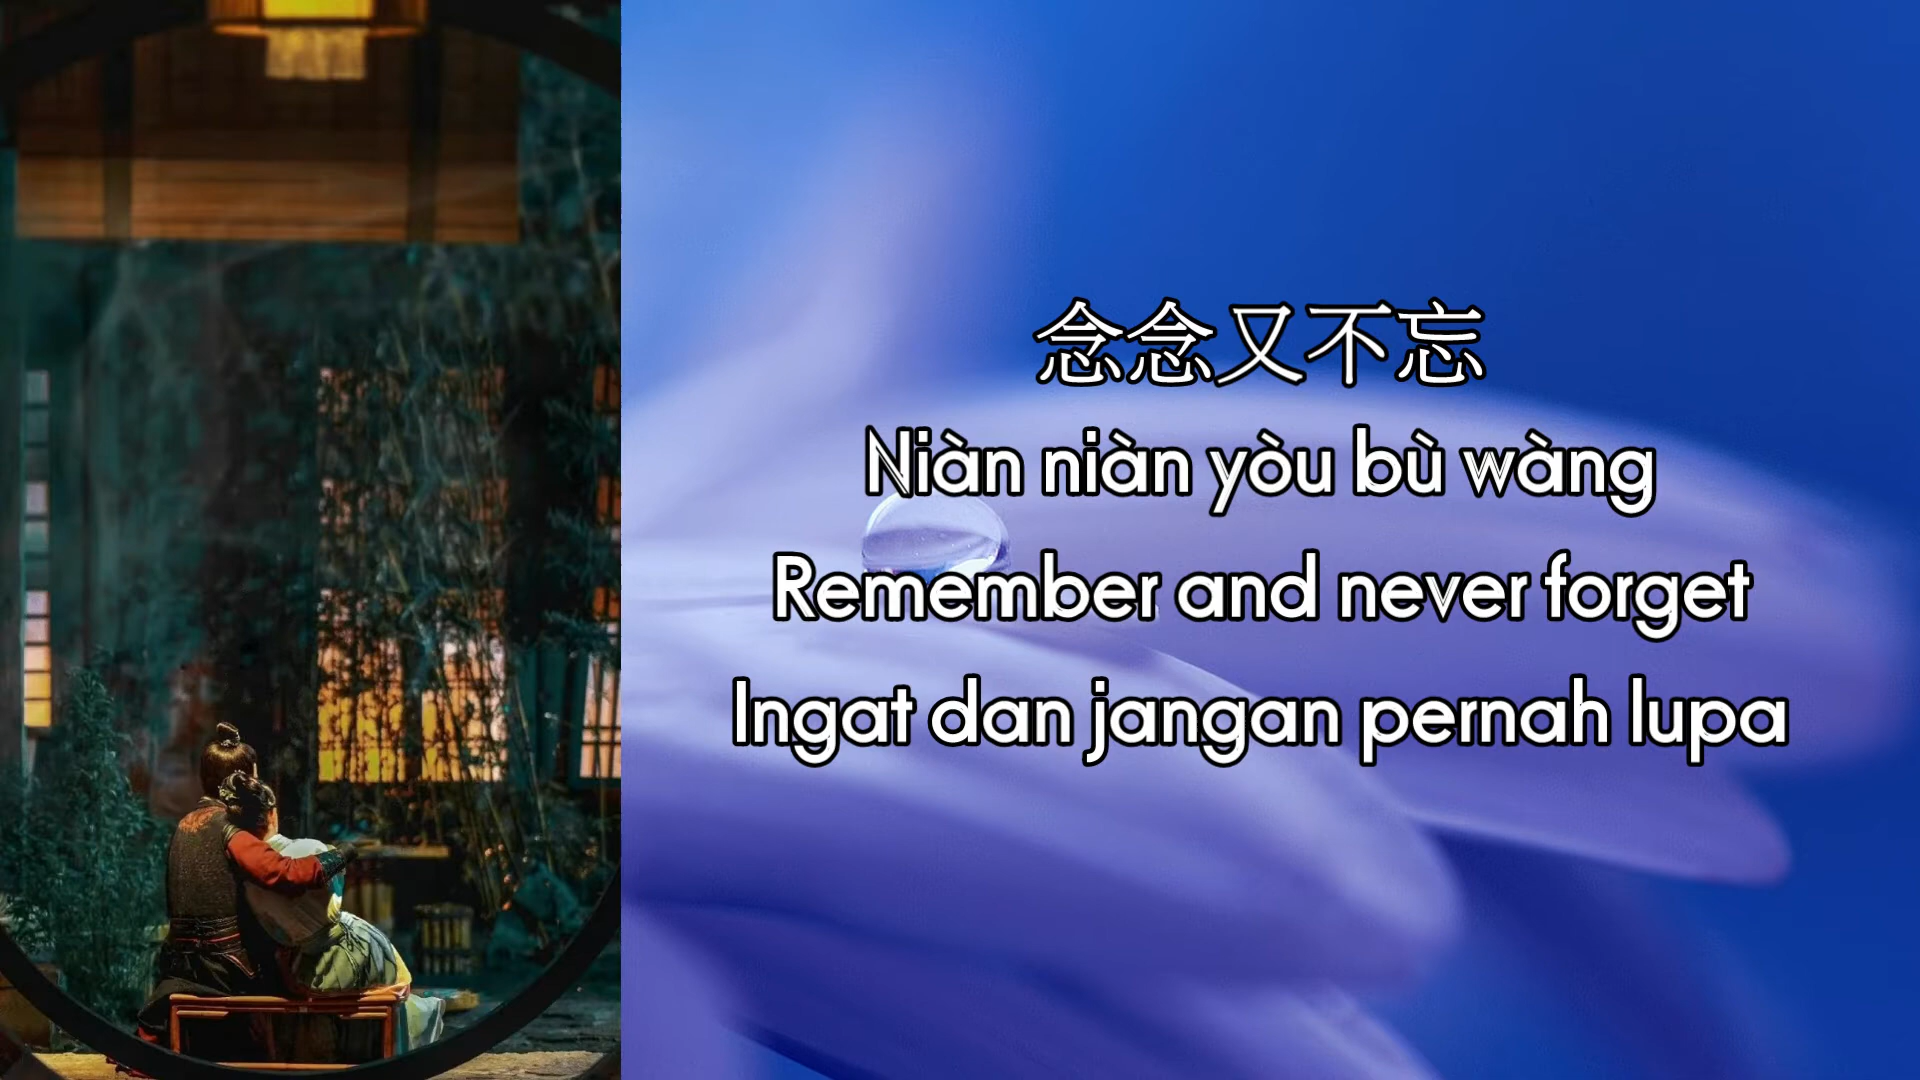 念念又不忘
Niàn niàn yòu bù wàng
Remember and never forget
Ingat dan jangan pernah lupa